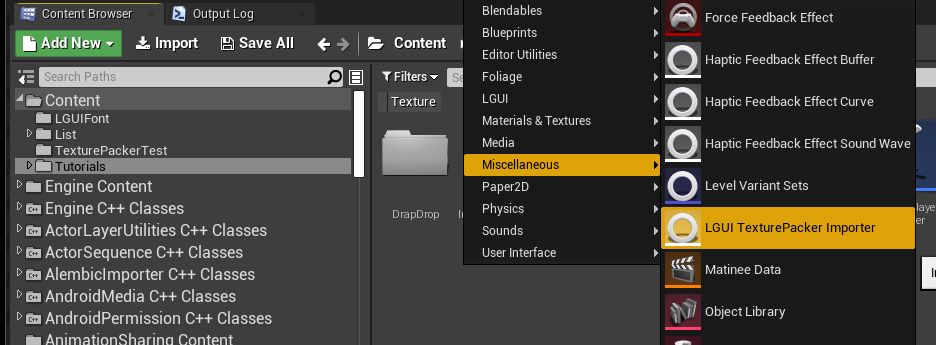 Content Browser
Output Log
Add New
Import
Save All
Content
Search Paths
Filters
Se
Content
LGUIFont
List
TexturePackerTest
Tutorials
Engine Content
Engine C++ Classes
ActorLayerUtilities C++ Classes
ActorSequence C++ Classes
AlembicImporter C++ Classes
AndroidMedia C++ Classes
AndroidPermission C++ Classes
AnimationSharing Content
Texture
DrapDrop
Blendables
Blueprints
Editor Utilities
Foliage
LGUI
Materials & Textures
Media
Miscellaneous
Paper2D
Physics
Sounds
User Interface
Force Feedback Effect
Haptic Feedback Effect Buffer
Haptic Feedback Effect Curve
Haptic Feedback Effect Sound Wave
Level Variant Sets
LGUI TexturePacker Importer
Matinee Data
Object Library